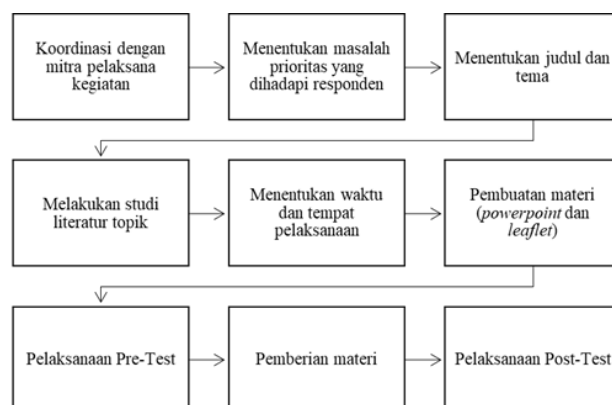 Koordinasi dengan
mitra pelaksana
kegiatan
Menentukan masalah
prioritas yang
dihadapi responden
Menentukan judul dan
tema
Melakukan studi
literatur topik
Menentukan waktu
dan tempat
pelaksanaan
Pembuatan materi
(powerpoint dan
leaflet)
Pelaksanaan Pre-Test
Pemberian materi
Pelaksanaan Post-Test